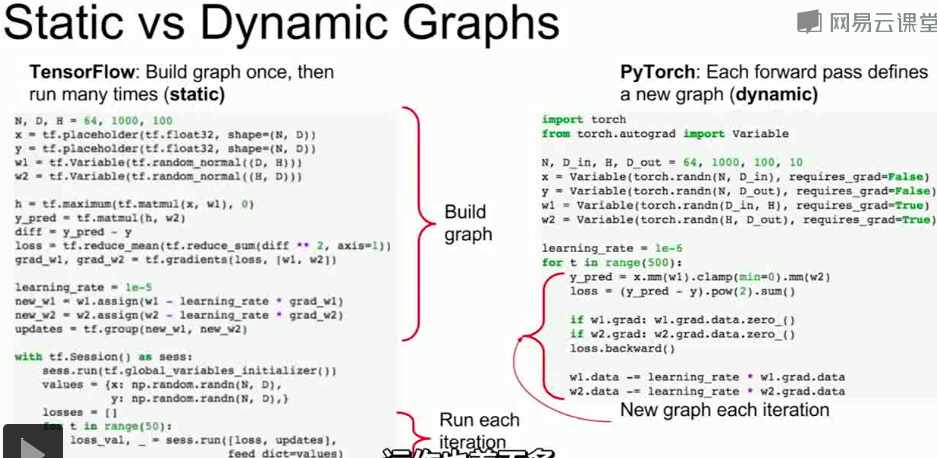 Static vs Dynamic Graphs
网易云课堂
TensorFlow: Build graph once, then
run many times (static)
N, D, H = 64, 1000, 100
x = tf.placeholder(tf.float32, shape=(N, D))
y = tf.placeholder(tf.float32, shape=(N, D))
w1 = tf.Variable(tf.random_normal((D, H)))
w2 = tf.Variable(tf.random_normal((H, D)))
h = tf.maximum(tf.matmul(x, w1), 0)
y_pred = tf.matmul(h, w2)
diff = y_pred - y
loss = tf.reduce_mean(tf.reduce_sum(diff ** 2, axis=1))
grad_w1, grad_w2 = tf.gradients(loss, [w1, w2])
learning_rate = 1e-5
new_w1 = w1.assign(w1 - learning_rate * grad_w1)
new_w2 = w2.assign(w2 - learning_rate * grad_w2)
updates = tf.group(new_w1, new_w2)
with tf.Session() as sess:
sess.run(tf.global_variables_initializer())
values = {x: np.random.randn(N, D),
y: np.random.randn(N, D),}
losses = []
for t in range(50):
loss_val, _ = sess.run([loss, updates],
feed_dict=values)
Build
graph
Run each
iteration
PyTorch: Each forward pass defines
a new graph (dynamic)
import torch
from torch.autograd import Variable
N, D_in, H, D_out = 64, 1000, 100, 10
x = Variable(torch.randn(N, D_in), requires_grad=False)
y = Variable(torch.randn(N, D_out), requires_grad=False)
w1 = Variable(torch.randn(D_in, H), requires_grad=True)
w2 = Variable(torch.randn(H, D_out), requires_grad=True)
learning_rate = 1e-6
for t in range(500):
y_pred = x.mm(w1).clamp(min=0).mm(w2)
loss = (y_pred - y).pow(2).sum()
if w1.grad: w1.grad.data.zero_()
if w2.grad: w2.grad.data.zero_()
loss.backward()
w1.data -= learning_rate * w1.grad.data
w2.data -= learning_rate * w2.grad.data
New graph each iteration